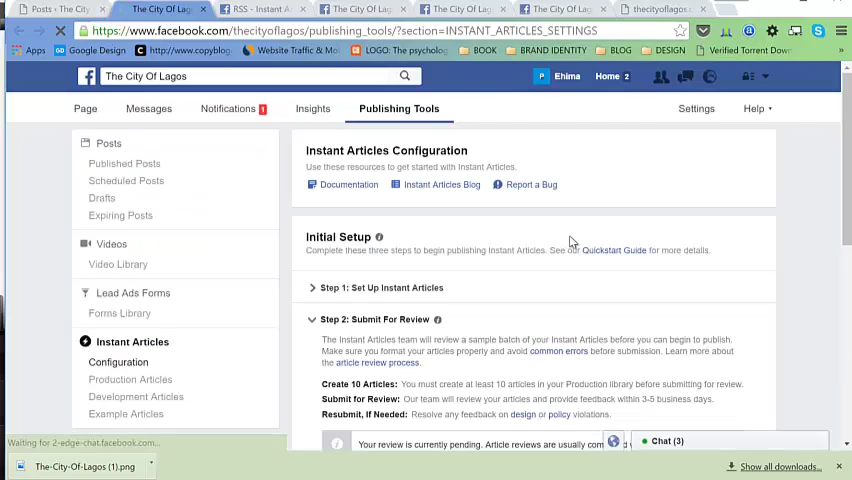 Posts ‹ The City
The City Of Lag
RSS - Instant A
The City Of Lag
The City Of Lag
The City Of Lag
thecityoflagos.
https://www.facebook.com/thecityoflagos/publishing_tools/?section=INSTANT_ARTICLES_SETTINGS
Apps
Google Design
http://www.copyblog
Website Traffic & Mo
LOGO: The psycholog
BOOK
BRAND IDENTITY
BLOG
DESIGN
Verified Torrent Down
The City Of Lagos
Ehima
Home 2
Page
Messages
Notifications 1
Insights
Publishing Tools
Settings
Help
Posts
Published Posts
Scheduled Posts
Drafts
Expiring Posts
Videos
Video Library
Lead Ads Forms
Forms Library
Instant Articles
Configuration
Production Articles
Development Articles
Example Articles
Instant Articles Configuration
Use these resources to get started with Instant Articles.
Documentation
Instant Articles Blog
Report a Bug
Initial Setup
Complete these three steps to begin publishing Instant Articles. See our Quickstart Guide for more details.
Step 1: Set Up Instant Articles
Step 2: Submit For Review
The Instant Articles team will review a sample batch of your Instant Articles before you can begin to publish.
Make sure you format your articles properly and avoid common errors before submission. Learn more about
the article review process.
Create 10 Articles: You must create at least 10 articles in your Production library before submitting for review.
Submit for Review: Our team will review your articles and provide feedback within 3-5 business days.
Resubmit, If Needed: Resolve any feedback on design or policy violations.
Your review is currently pending. Article reviews are usually com
Chat (3)
Waiting for 2-edge-chat.facebook.com...
The-City-Of-Lagos (1).png
Show all downloads...